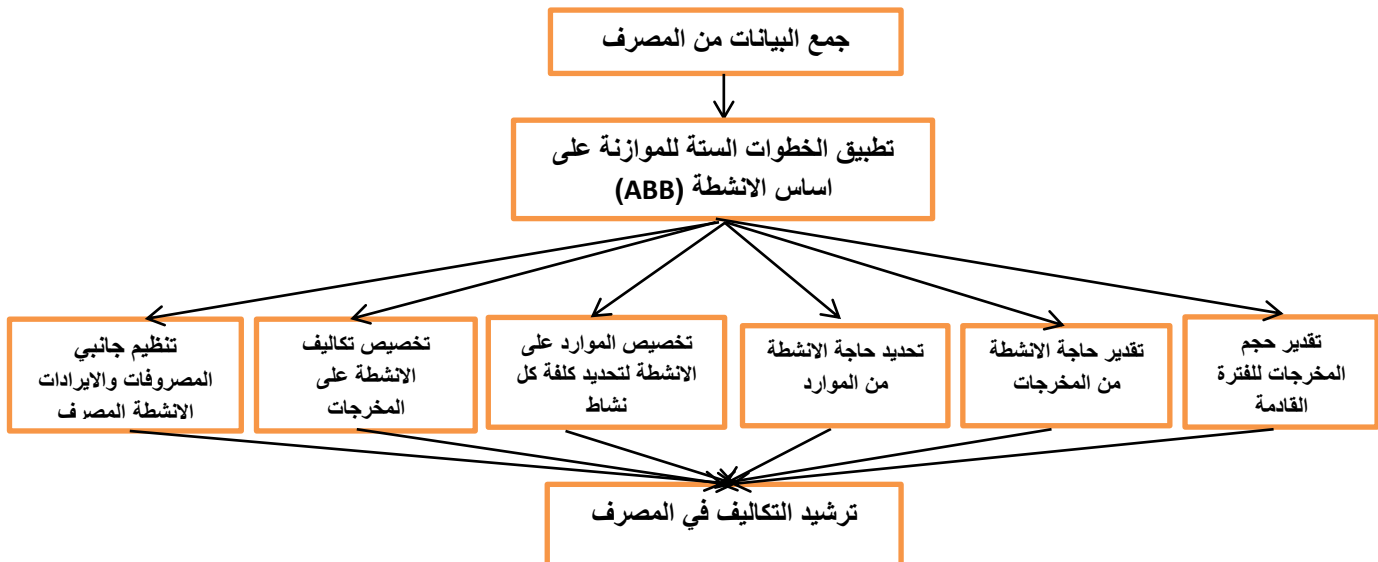 جمع البيانات من المصرف
تطبيق الخطوات الستة للموازنة على
اساس الانشطة (ABB)
تقدير حجم
المخرجات للفترة
القادمة
تقدير حاجة الانشطة
من المخرجات
تحديد حاجة الانشطة
من الموارد
تخصيص الموارد على
الانشطة لتحديد كلفة كل
نشاط
تخصيص تكاليف
الانشطة على
المخرجات
تنظيم جانبي
المصروفات والايرادات
الانشطة المصرف
ترشيد التكاليف في المصرف